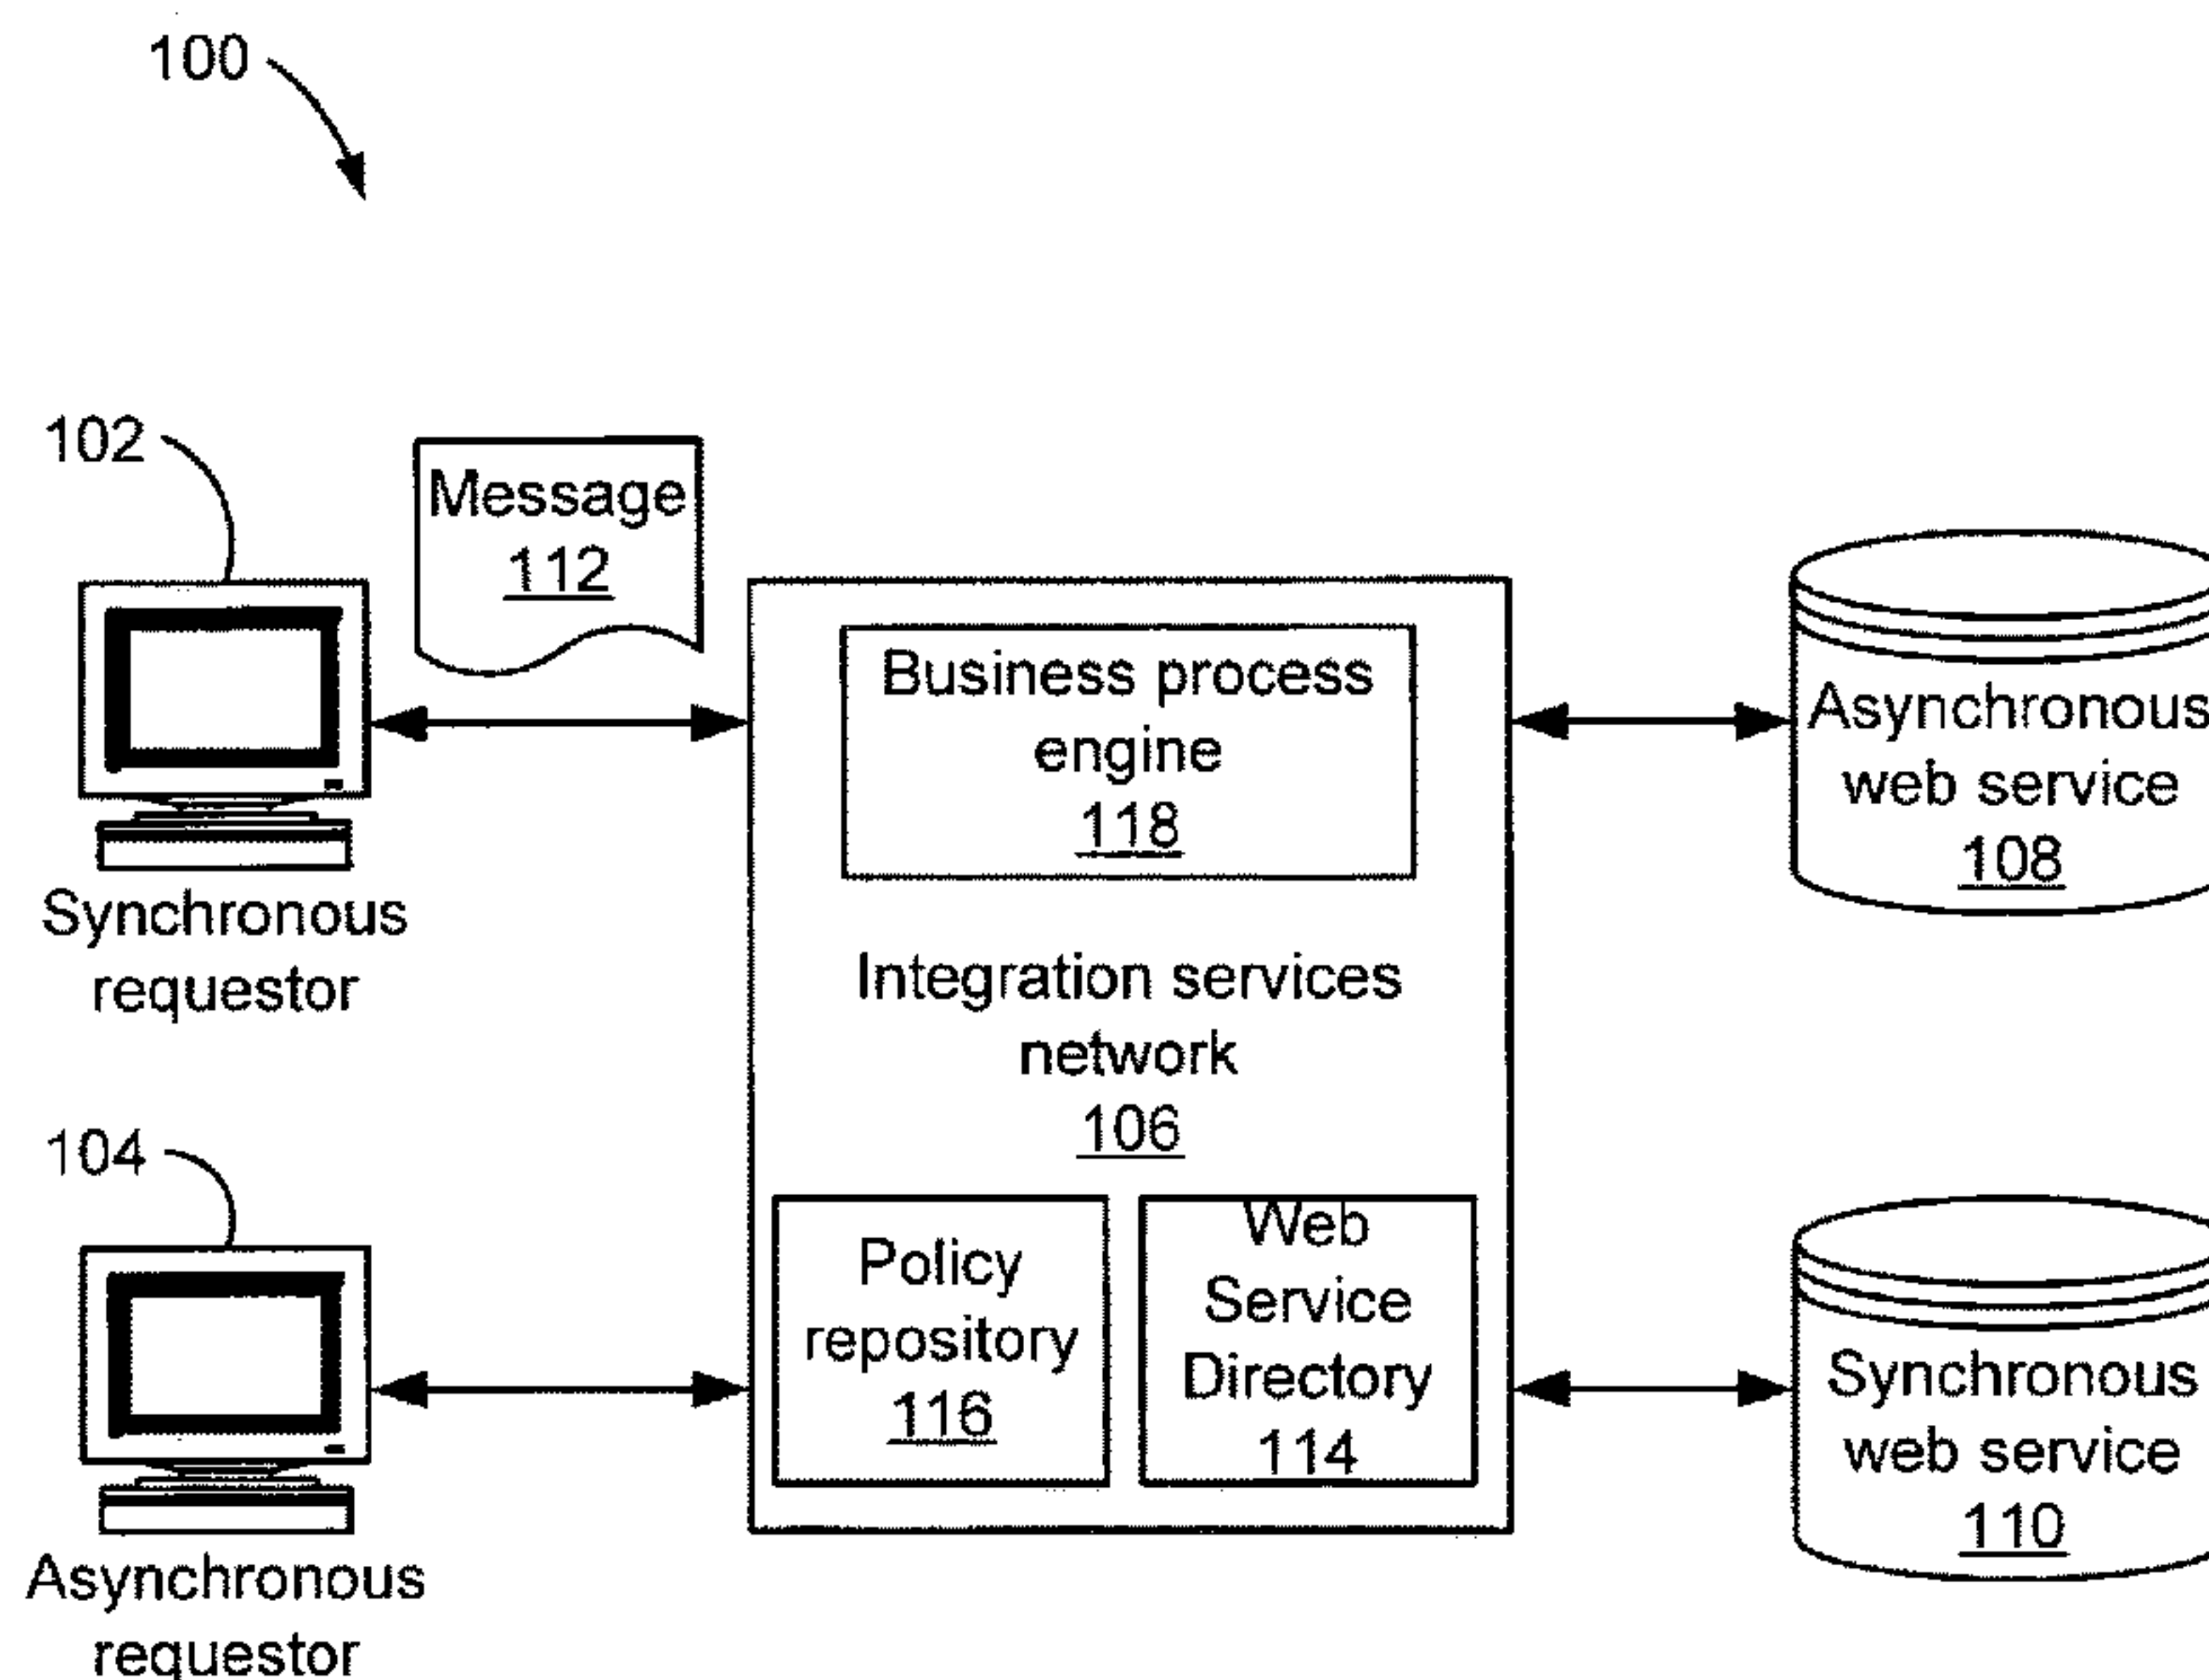 100
102
Message
112
Synchronous
requestor
Business process
engine
118
Integration services
network
106
Asynchronous
web service
108
104
Asynchronous
requestor
Policy
repository
116
Web
Service
Directory
114
Synchronous
web service
110